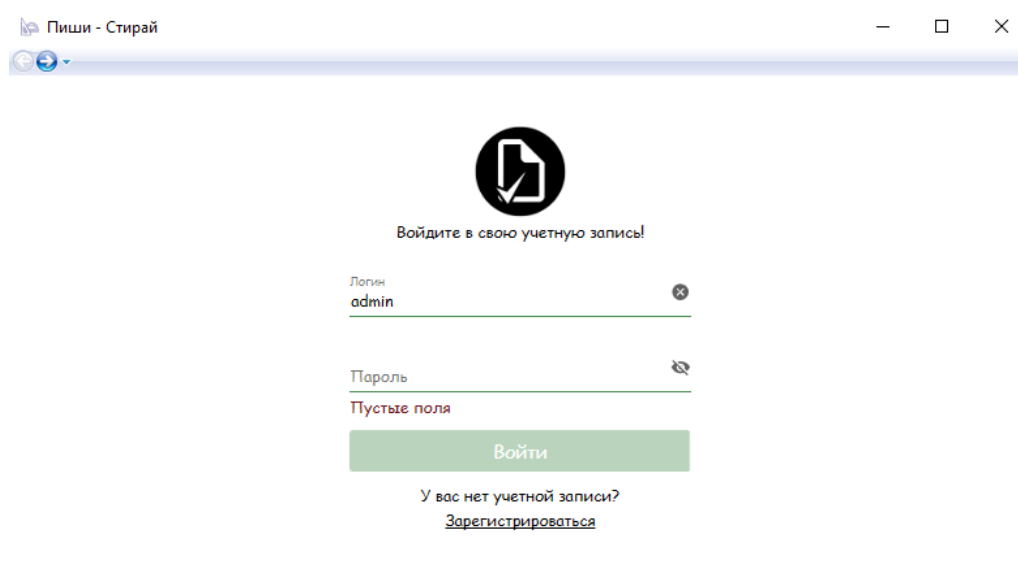 Пиши - Стирай
Войдите в свою учетную запись!
Логин
admin
Пароль
Пустые поля
Войти
У вас нет учетной записи?
Зарегистрироваться